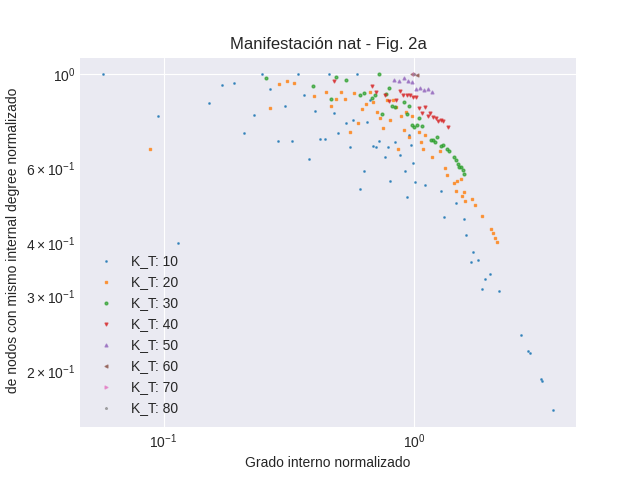 Manifestación nat - Fig. 2a
de nodos con mismo internal degree normalizado
10⁰
6 × 10⁻¹
4 × 10⁻¹
3 × 10⁻¹
2 × 10⁻¹
K_T: 10
K_T: 20
K_T: 30
K_T: 40
K_T: 50
K_T: 60
K_T: 70
K_T: 80
10⁻¹ 10⁰
Grado interno normalizado